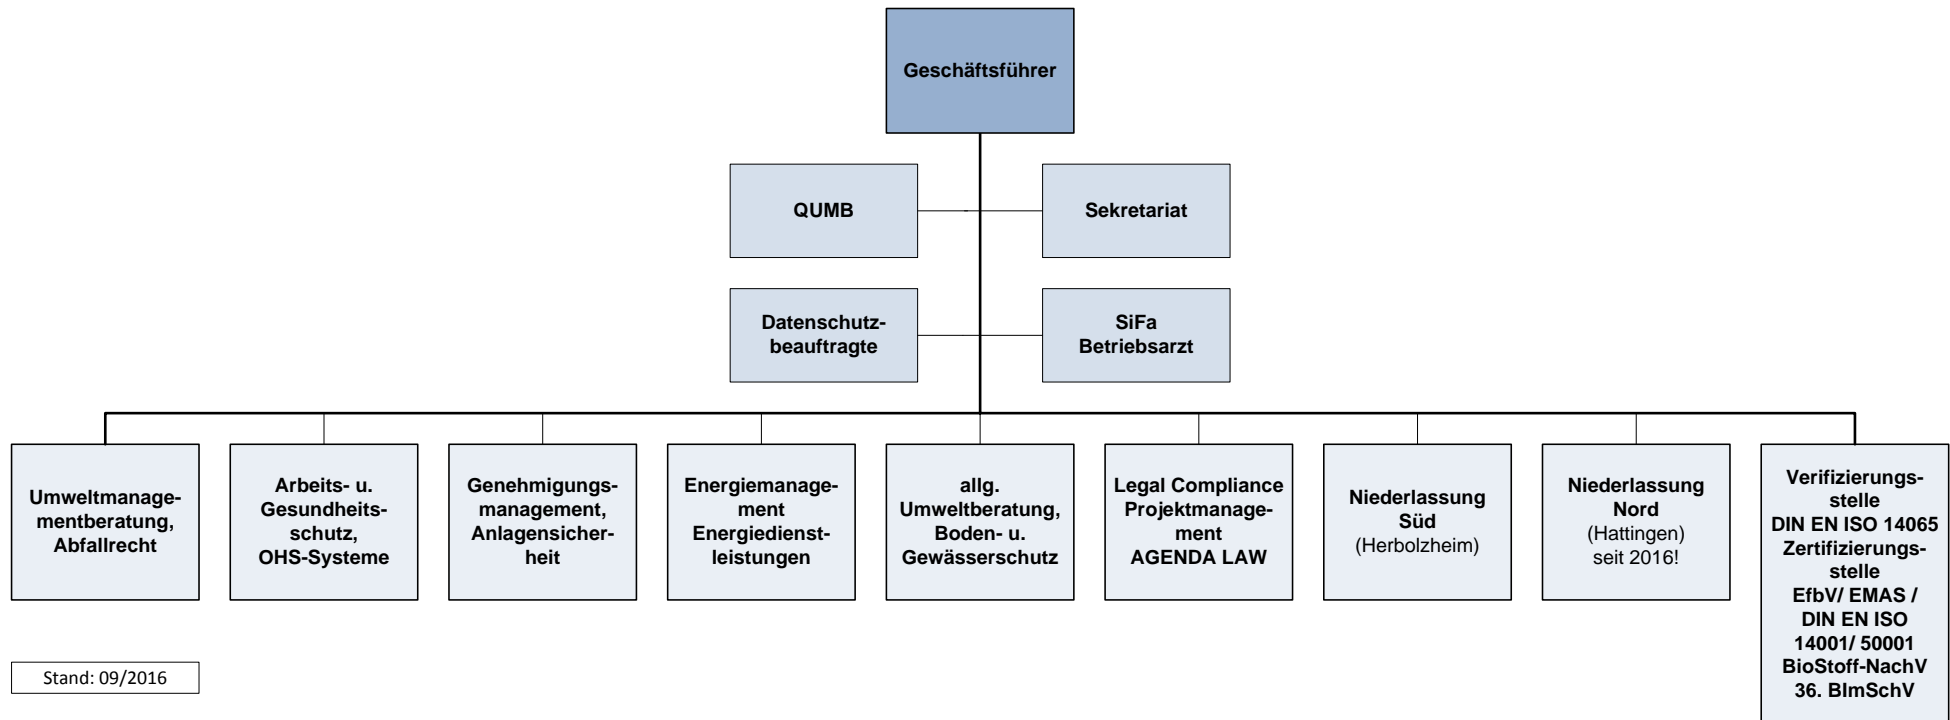 Geschäftsführer
QUMB
Sekretariat
Datenschutz-
beauftragte
SiFa
Betriebsarzt
Umweltmanage-
mentberatung,
Abfallrecht
Arbeits- u.
Gesundheits-
schutz,
OHS-Systeme
Genehmigungs-
management,
Anlagensicher-
heit
Energiemanage-
ment
Energiedienst-
leistungen
allg.
Umweltberatung,
Boden- u.
Gewässerschutz
Legal Compliance
Projektmanage-
ment
AGENDA LAW
Niederlassung
Süd
(Herbolzheim)
Niederlassung
Nord
(Hattingen)
seit 2016!
Verifizierungs-
stelle
DIN EN ISO 14065
Zertifizierungs-
stelle
EfbV/ EMAS /
DIN EN ISO
14001/ 50001
BioStoff-NachV
36. BImSchV
Stand: 09/2016